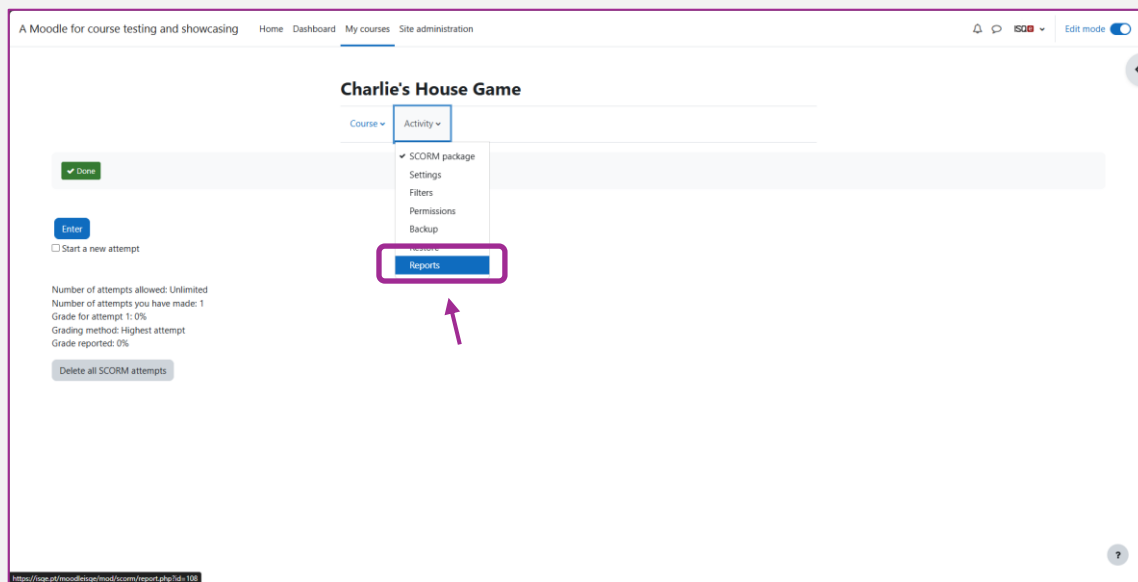 A Moodle for course testing and showcasing Home Dashboard My courses Site administration ISQe Edit mode
Charlie's House Game
Course Activity
SCORM package
Settings
Filters
Permissions
Backup
Restore
Reports
Done
Enter
Start a new attempt
Number of attempts allowed: Unlimited
Number of attempts you have made: 1
Grade for attempt 1: 0%
Grading method: Highest attempt
Grade reported: 0%
Delete all SCORM attempts
?
https://isqe.pt/moodleisqe/mod/scorm/report.php?id=108